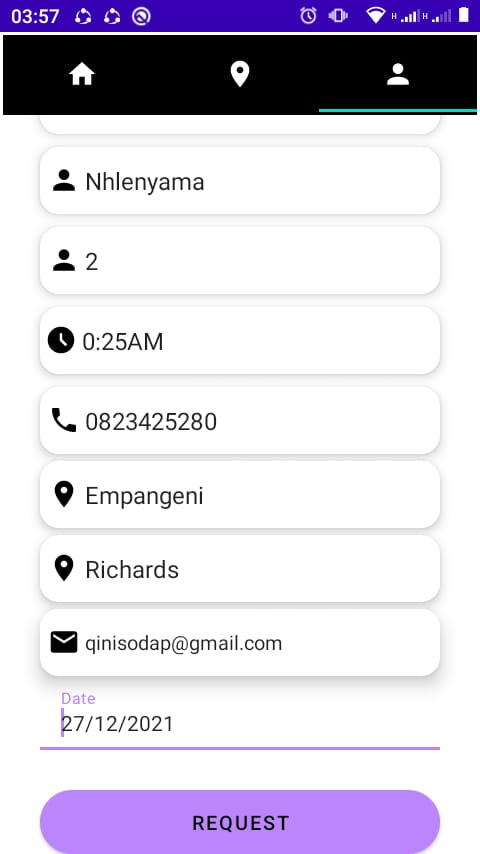 03:57
H H
Nhlenyama
2
0:25AM
0823425280
Empangeni
Richards
qinisodap@gmail.com
Date
27/12/2021
REQUEST